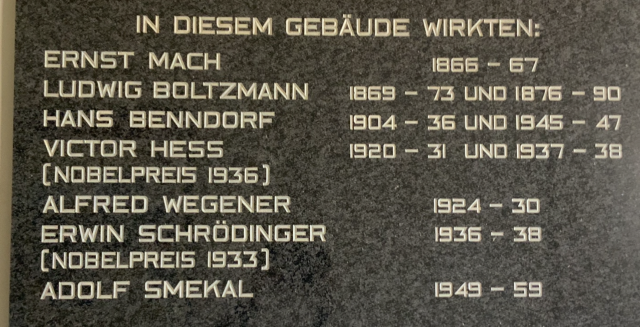 IN DIESEM GEBÄUDE WIRKTEN:
ERNST MACH 1866 – 67
LUDWIG BOLTZMANN 1869 – 73 UND 1876 – 90
HANS BENNDORF 1904 – 36 UND 1945 – 47
VICTOR HESS 1920 – 31 UND 1937 – 38
[NOBELPREIS 1936]
ALFRED WEGENER 1924 – 30
ERWIN SCHRÖDINGER 1936 – 38
[NOBELPREIS 1933]
ADOLF SMEKAL 1949 – 59